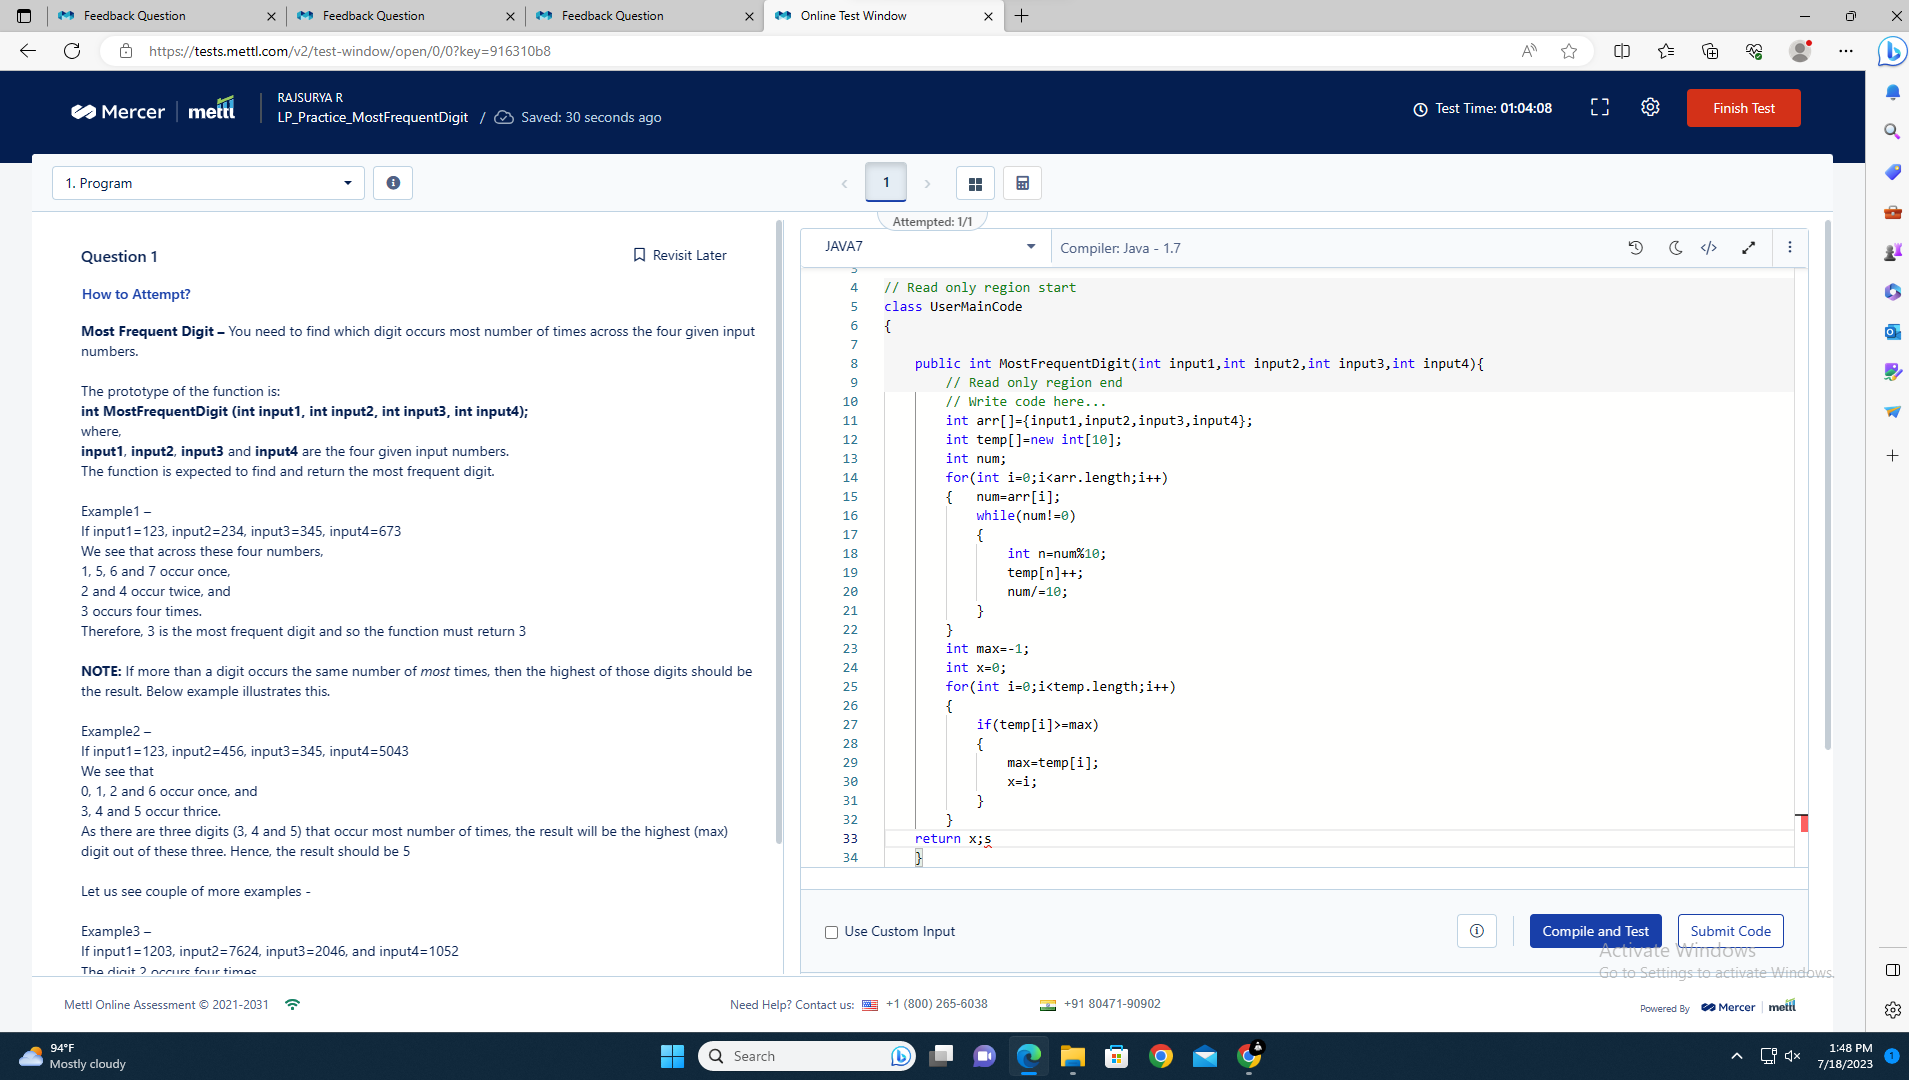 Feedback Question
Feedback Question
Feedback Question
Online Test Window
https://tests.mettl.com/v2/test-window/open/0/0?key=916310b8
Mercer | mettl
RAJSURYA R
LP_Practice_MostFrequentDigit / Saved: 30 seconds ago
Test Time: 01:04:08
Finish Test
1. Program
1
Attempted: 1/1
Question 1
Revisit Later
How to Attempt?
Most Frequent Digit – You need to find which digit occurs most number of times across the four given input
numbers.
The prototype of the function is:
int MostFrequentDigit (int input1, int input2, int input3, int input4);
where,
input1, input2, input3 and input4 are the four given input numbers.
The function is expected to find and return the most frequent digit.
Example1 –
If input1=123, input2=234, input3=345, input4=673
We see that across these four numbers,
1, 5, 6 and 7 occur once,
2 and 4 occur twice, and
3 occurs four times.
Therefore, 3 is the most frequent digit and so the function must return 3
NOTE: If more than a digit occurs the same number of most times, then the highest of those digits should be
the result. Below example illustrates this.
Example2 –
If input1=123, input2=456, input3=345, input4=5043
We see that
0, 1, 2 and 6 occur once, and
3, 4 and 5 occur thrice.
As there are three digits (3, 4 and 5) that occur most number of times, the result will be the highest (max)
digit out of these three. Hence, the result should be 5
Let us see couple of more examples -
Example3 –
If input1=1203, input2=7624, input3=2046, and input4=1052
The digit 2 occurs four times
JAVA7
Compiler: Java - 1.7
3
4 // Read only region start
5 class UserMainCode
6 {
7
8 public int MostFrequentDigit(int input1,int input2,int input3,int input4){
9 // Read only region end
10 // Write code here...
11 int arr[]={input1,input2,input3,input4};
12 int temp[]=new int[10];
13 int num;
14 for(int i=0;i<arr.length;i++)
15 { num=arr[i];
16 while(num!=0)
17 {
18 int n=num%10;
19 temp[n]++;
20 num/=10;
21 }
22 }
23 int max=-1;
24 int x=0;
25 for(int i=0;i<temp.length;i++)
26 {
27 if(temp[i]>=max)
28 {
29 max=temp[i];
30 x=i;
31 }
32 }
33 return x;s
34 }
Use Custom Input
Compile and Test
Submit Code
Activate Windows
Go to Settings to activate Windows.
Mettl Online Assessment © 2021-2031
Need Help? Contact us: +1 (800) 265-6038
+91 80471-90902
Powered By Mercer | mettl
94°F
Mostly cloudy
Search
1:48 PM
7/18/2023
1